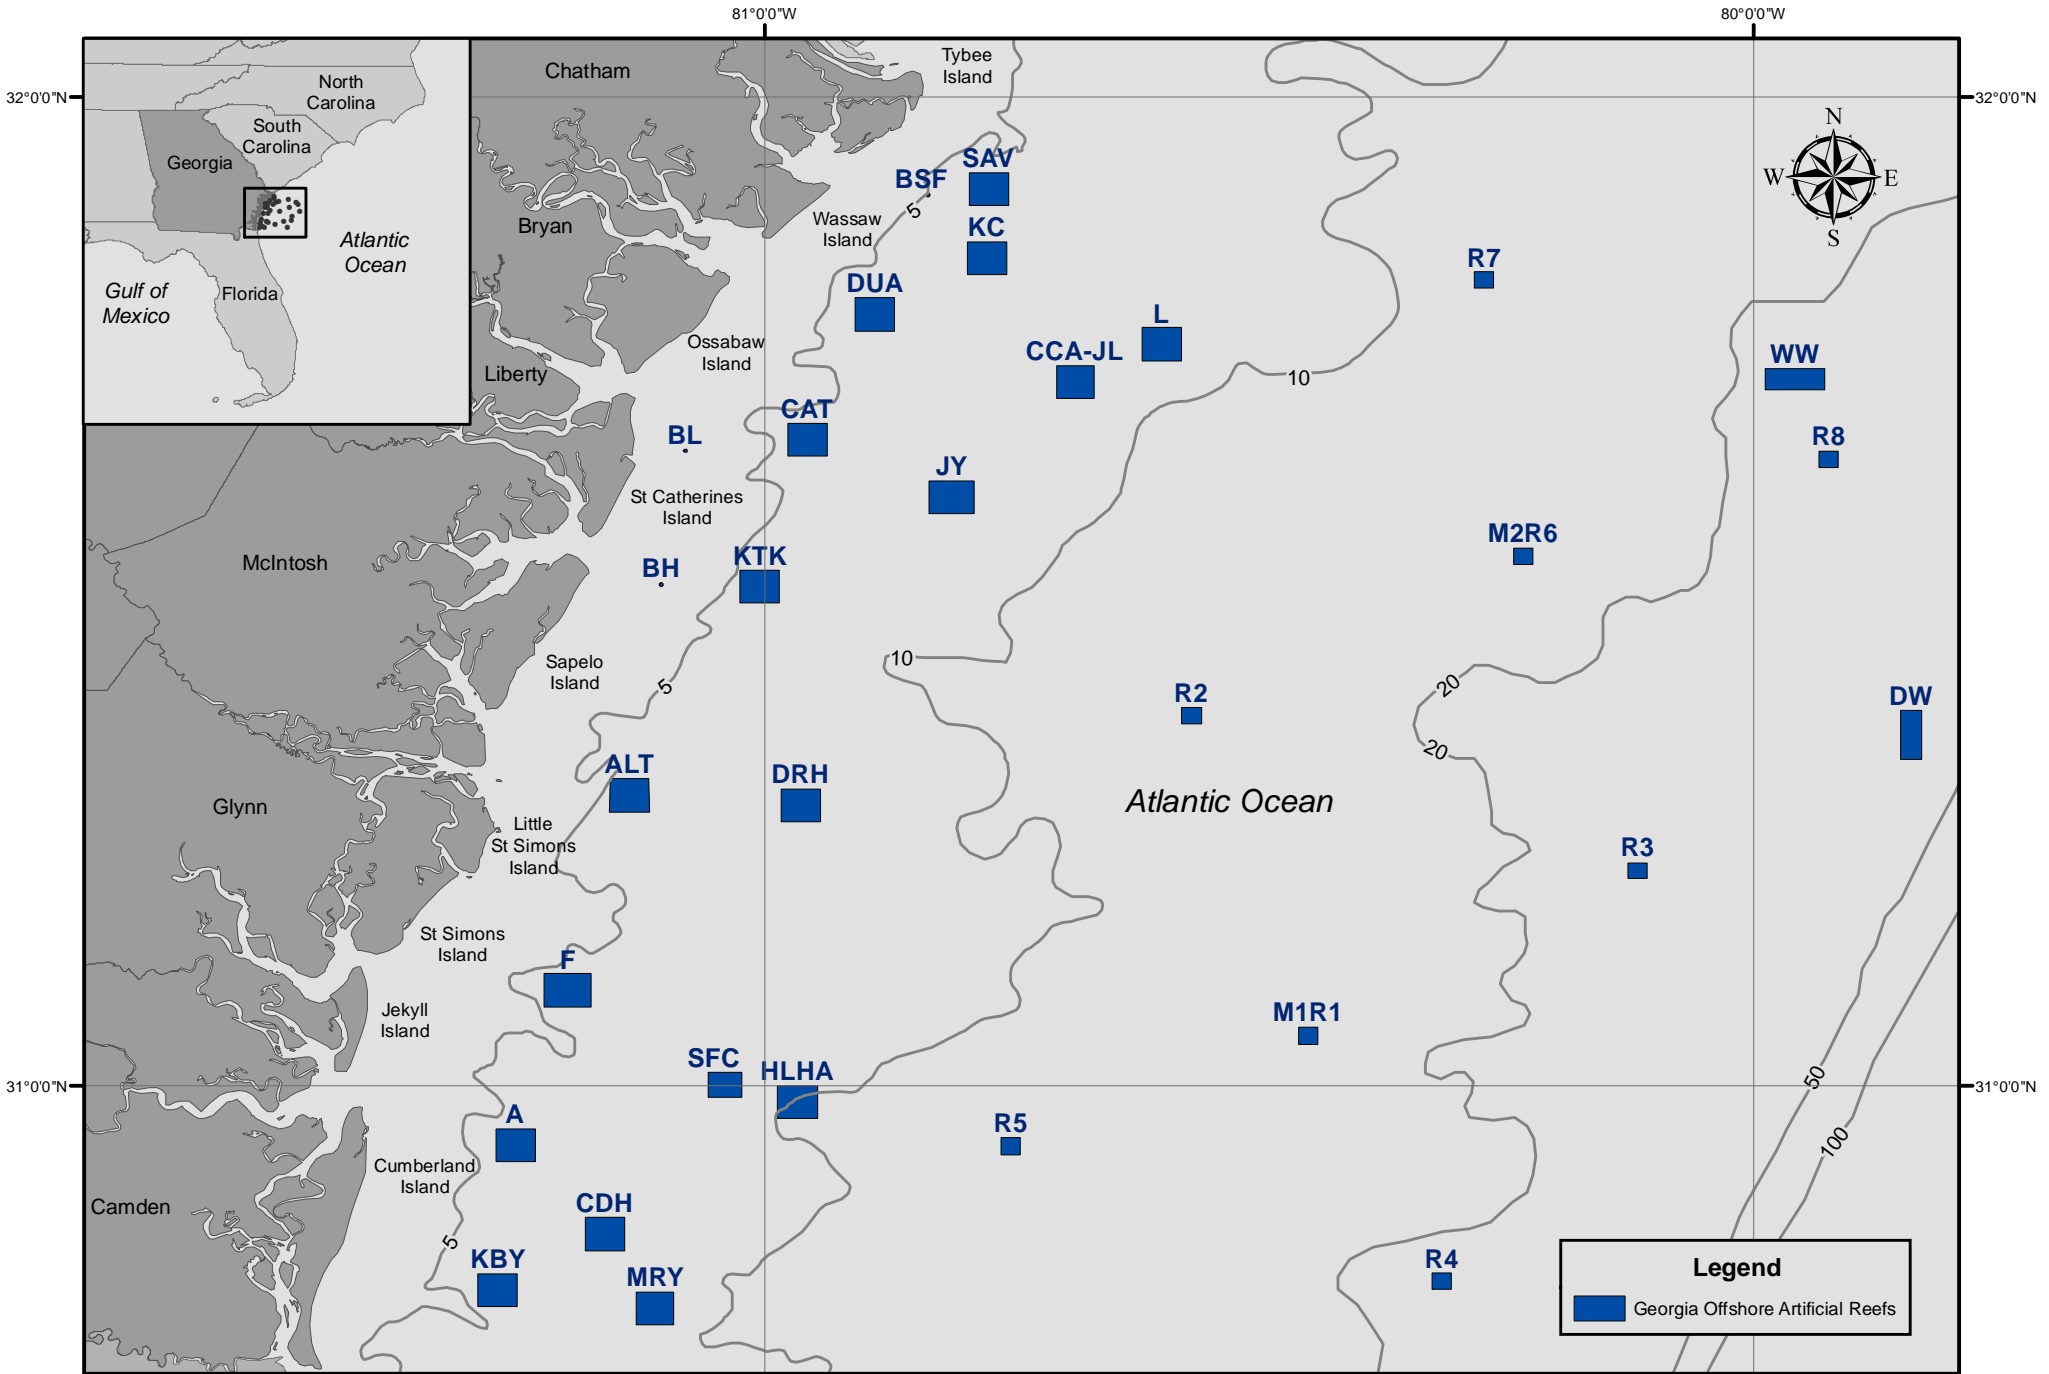 81°0'0"W
80°0'0"W
32°0'0"N
32°0'0"N
31°0'0"N
31°0'0"N
North
Carolina
South
Carolina
Georgia
Atlantic
Ocean
Gulf of
Mexico
Florida
Chatham
Bryan
Liberty
McIntosh
Glynn
Camden
Tybee
Island
Wassaw
Island
Ossabaw
Island
St Catherines
Island
Sapelo
Island
Little
St Simons
Island
St Simons
Island
Jekyll
Island
Cumberland
Island
N
W
E
S
SAV
BSF
5
KC
DUA
R7
L
CCA-JL
10
WW
CAT
BL
R8
JY
M2R6
KTK
BH
10
5
20
R2
DW
20
ALT
DRH
Atlantic Ocean
R3
F
M1R1
SFC
HLHA
50
A
R5
100
CDH
5
KBY
MRY
R4
Legend
Georgia Offshore Artificial Reefs